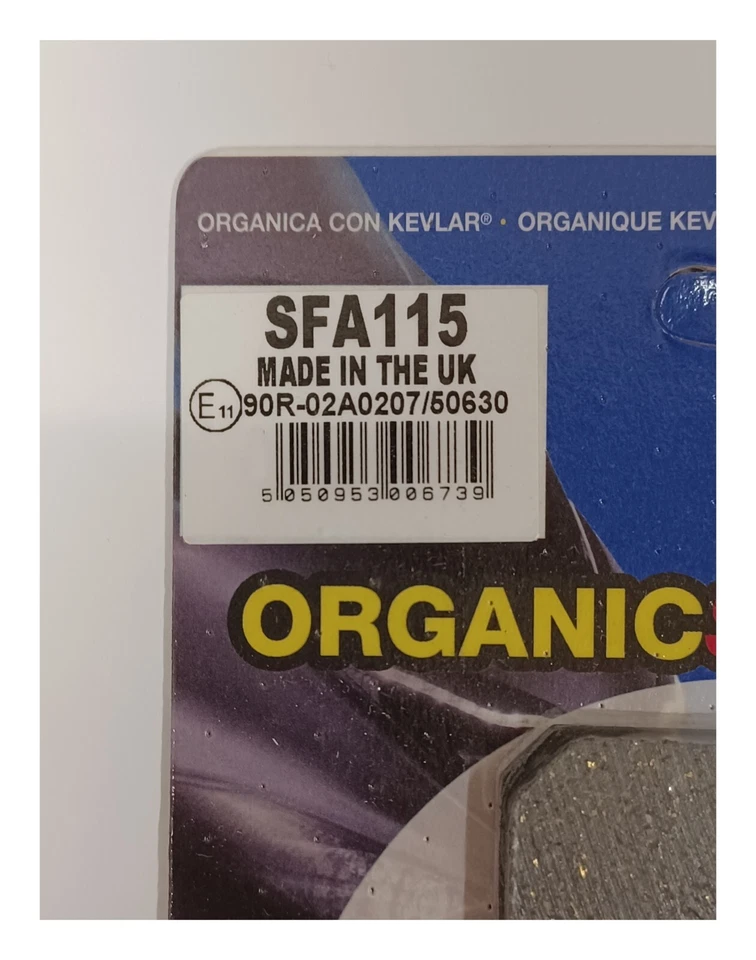 ORGANICA CON KEVLAR® · ORGANIQUE KEV
SFA115
MADE IN THE UK
E11 90R-02A0207/50630
5 050953 006739
ORGANIC